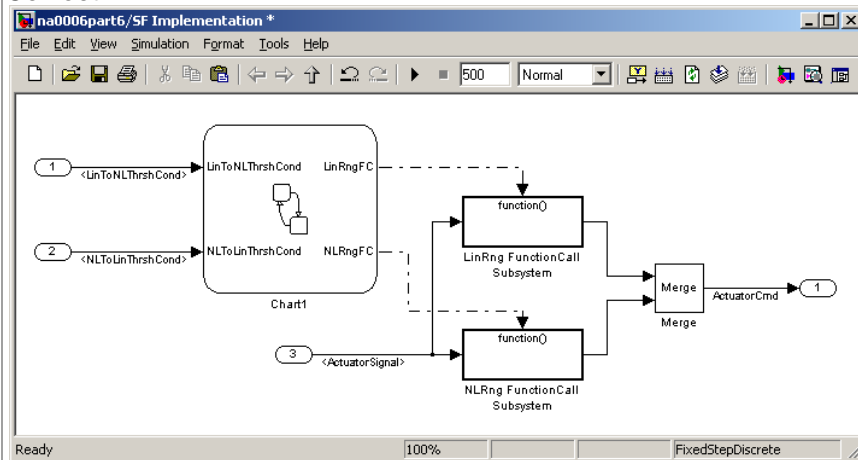 na0006part6/SF Implementation *
File Edit View Simulation Format Tools Help
500 Normal
1
<LinToNLThrshCond>
LinToNLThrshCond LinRngFC
2
<NLToLinThrshCond>
NLToLinThrshCond NLRngFC
Chart1
function()
LinRng FunctionCall
Subsystem
3
<ActuatorSignal>
function()
NLRng FunctionCall
Subsystem
Merge
Merge
ActuatorCmd
1
Ready 100% FixedStepDiscrete